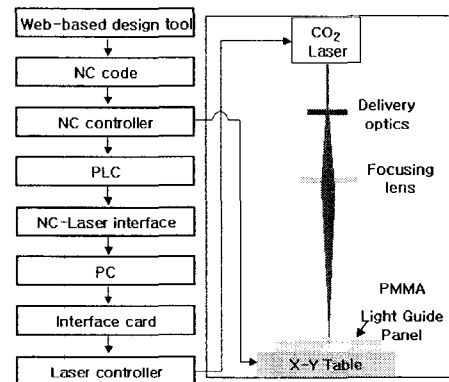 Web-based design tool
NC code
NC controller
PLC
NC-Laser interface
PC
Interface card
Laser controller
CO2
Laser
Delivery
optics
Focusing
lens
PMMA
Light Guide
Panel
X-Y Table